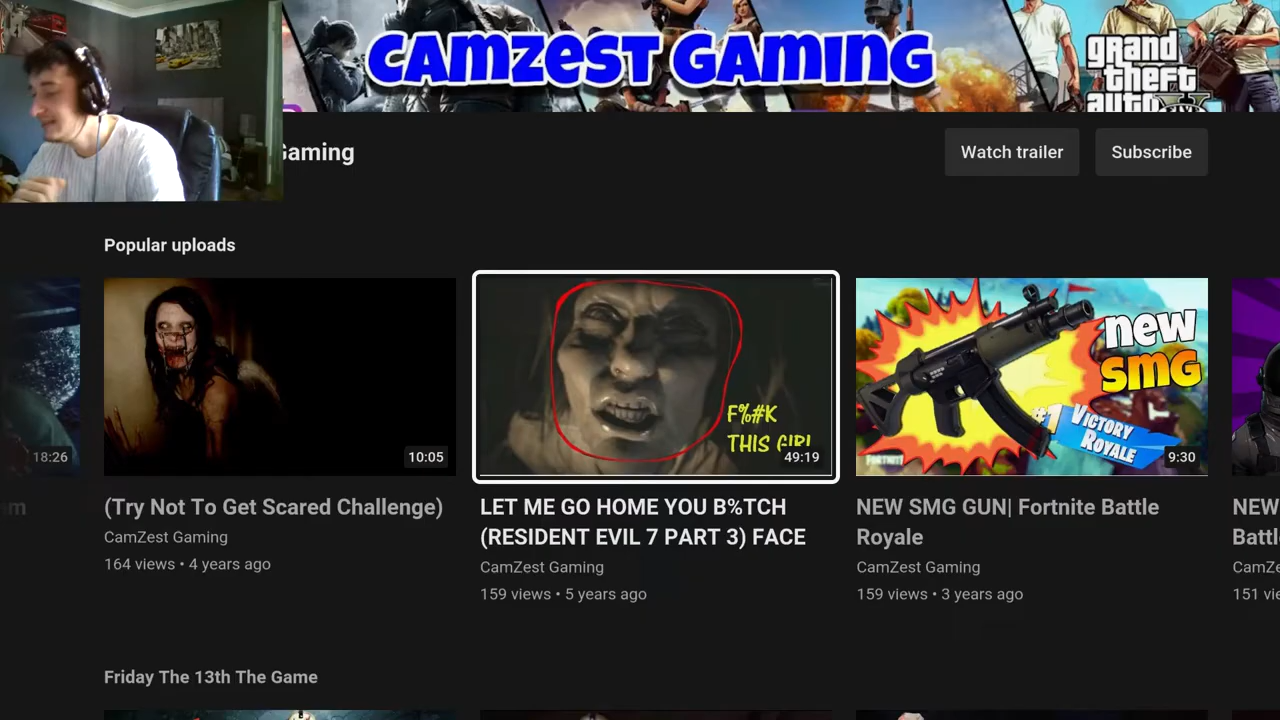 CAMZEST GAMING
grand
theft
auto
Gaming
Watch trailer
Subscribe
Popular uploads
18:26
10:05
F%#K
THIS GIRL
49:19
new
SMG
#1 VICTORY
ROYALE
FORTNITE
9:30
(Try Not To Get Scared Challenge)
CamZest Gaming
164 views • 4 years ago
LET ME GO HOME YOU B%TCH
(RESIDENT EVIL 7 PART 3) FACE
CamZest Gaming
159 views • 5 years ago
NEW SMG GUN| Fortnite Battle
Royale
CamZest Gaming
159 views • 3 years ago
NEW
Battl
CamZe
151 vi
Friday The 13th The Game